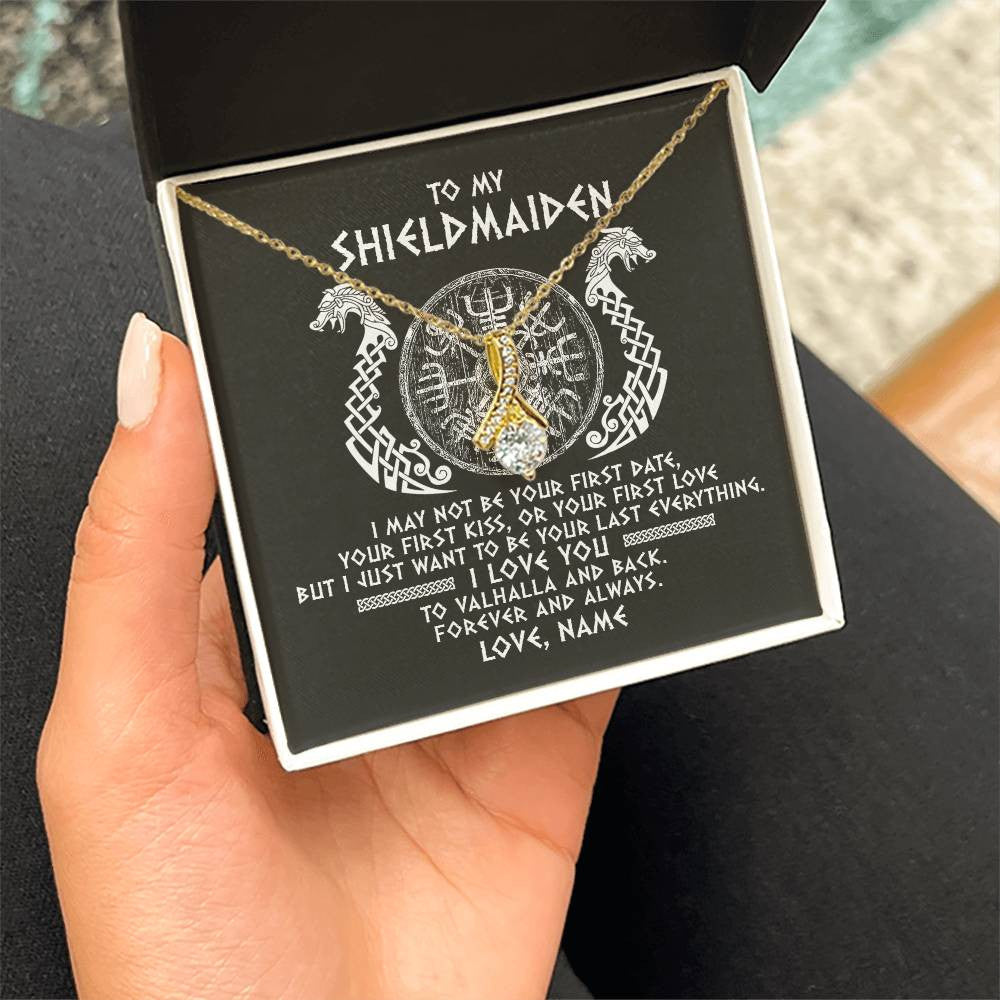 TO MY
SHIELDMAIDEN
I MAY NOT BE YOUR FIRST DATE,
YOUR FIRST KISS, OR YOUR FIRST LOVE
BUT I JUST WANT TO BE YOUR LAST EVERYTHING.
I LOVE YOU
TO VALHALLA AND BACK.
FOREVER AND ALWAYS.
LOVE, NAME